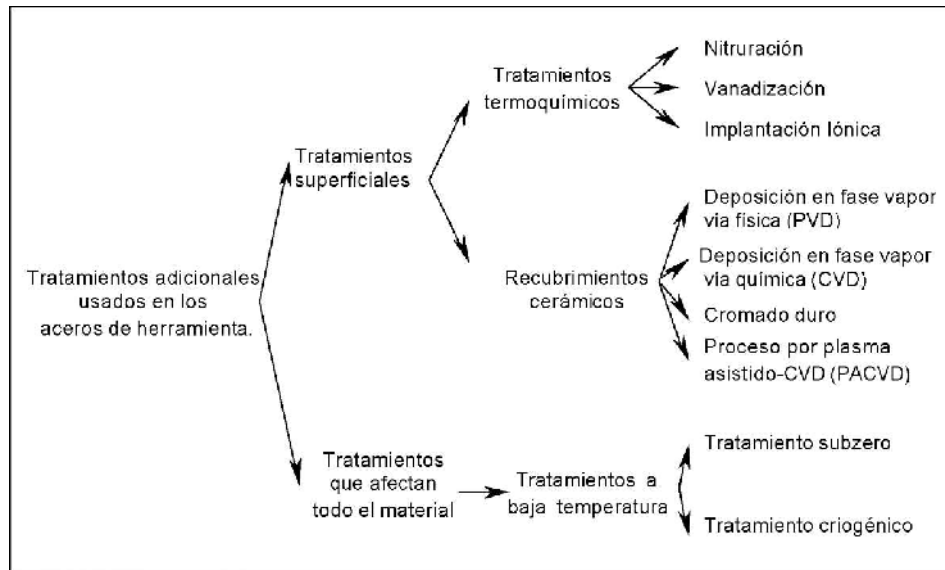 Nitruración
Tratamientos
termoquímicos
Vanadización
Implantación Iónica
Tratamientos
superficiales
Deposición en fase vapor
via física (PVD)
Deposición en fase vapor
via química (CVD)
Recubrimientos
cerámicos
Cromado duro
Proceso por plasma
asistido-CVD (PACVD)
Tratamientos adicionales
usados en los
aceros de herramienta.
Tratamientos
que afectan
todo el material
Tratamientos a
baja temperatura
Tratamiento subzero
Tratamiento criogénico